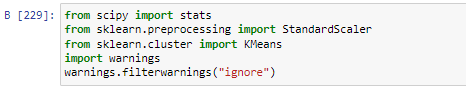 В [229]: from scipy import stats
from sklearn.preprocessing import StandardScaler
from sklearn.cluster import KMeans
import warnings
warnings.filterwarnings("ignore")